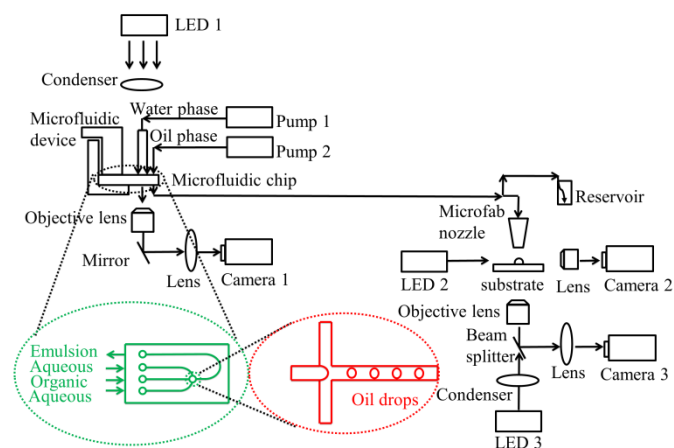 LED 1
Condenser
Water phase
Pump 1
Microfluidic
device
Oil phase
Pump 2
Microfluidic chip
Objective lens
Mirror
Lens
Camera 1
Reservoir
Microfab
nozzle
LED 2
substrate
Lens
Camera 2
Objective lens
Beam
splitter
Lens
Camera 3
Condenser
LED 3
Emulsion
Aqueous
Organic
Aqueous
Oil drops